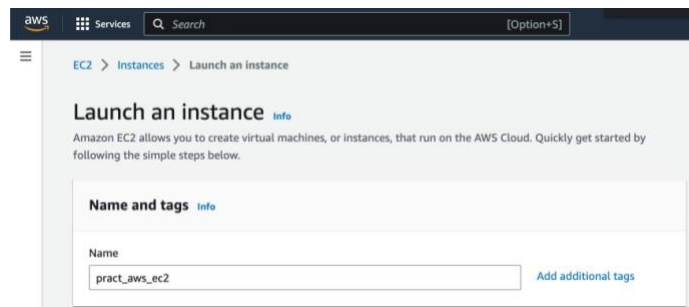 aws Services Search [Option+S]
EC2 > Instances > Launch an instance
Launch an instance Info
Amazon EC2 allows you to create virtual machines, or instances, that run on the AWS Cloud. Quickly get started by
following the simple steps below.
Name and tags Info
Name
pract_aws_ec2 Add additional tags